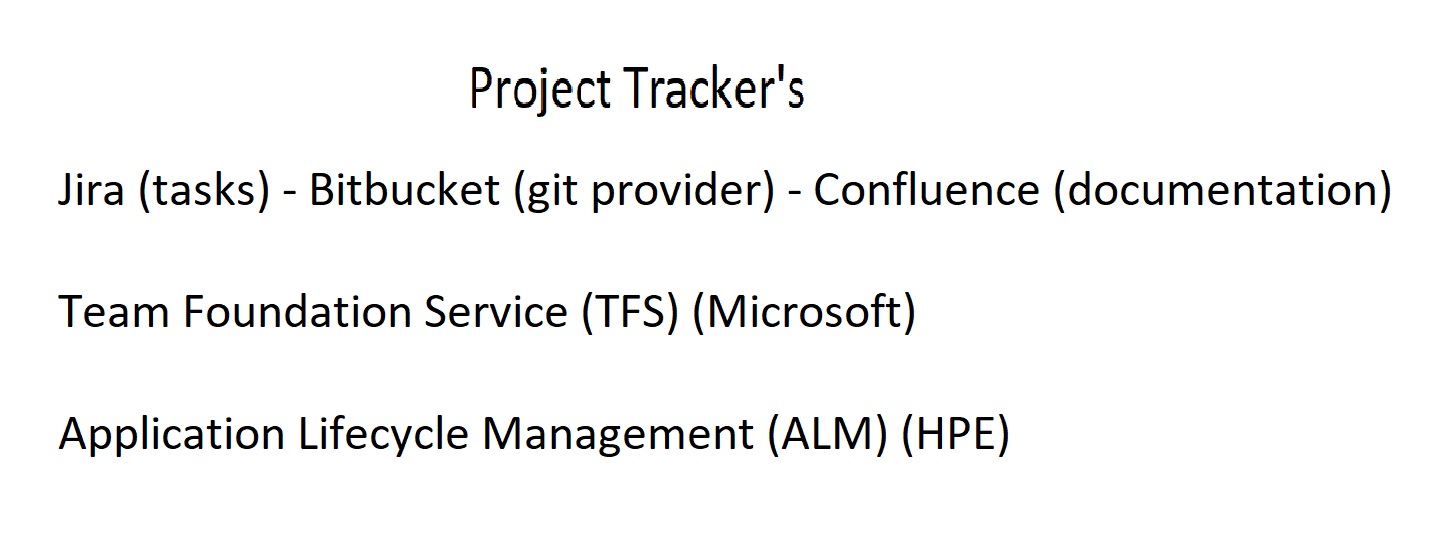 Project Tracker's
Jira (tasks) - Bitbucket (git provider) - Confluence (documentation)
Team Foundation Service (TFS) (Microsoft)
Application Lifecycle Management (ALM) (HPE)